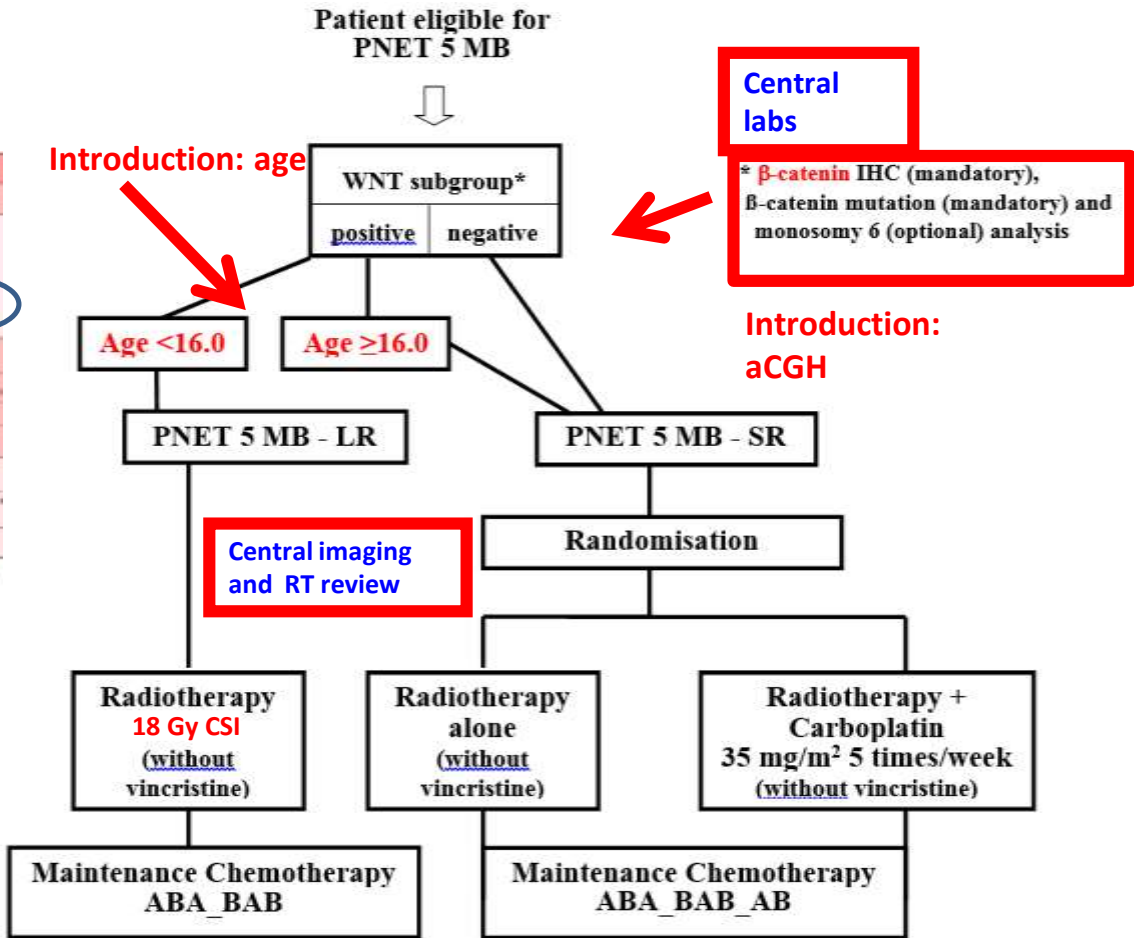 Patient eligible for
PNET 5 MB
Central
labs
Introduction: age
WNT subgroup*
positive negative
* β-catenin IHC (mandatory),
ß-catenin mutation (mandatory) and
monosomy 6 (optional) analysis
Introduction:
aCGH
Age <16.0
Age ≥16.0
PNET 5 MB - LR
PNET 5 MB - SR
Central imaging
and RT review
Randomisation
Radiotherapy
18 Gy CSI
(without
vincristine)
Radiotherapy
alone
(without
vincristine)
Radiotherapy +
Carboplatin
35 mg/m² 5 times/week
(without vincristine)
Maintenance Chemotherapy
ABA_BAB
Maintenance Chemotherapy
ABA_BAB_AB